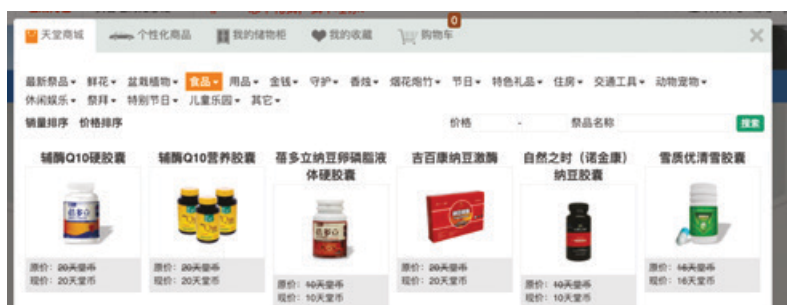 0
天堂商城 个性化商品 我的储物柜 我的收藏 购物车
最新祭品 鲜花 盆栽植物 食品 用品 金钱 守护 香烛 烟花炮竹 节日 特色礼品 住房 交通工具 动物宠物
休闲娱乐 祭拜 特别节日 儿童乐园 其它
销量排序 价格排序 价格 - 祭品名称 搜索
辅酶Q10硬胶囊 辅酶Q10营养胶囊 蓓多立纳豆卵磷脂液 吉百康纳豆激酶 自然之时（诺金康） 雪质优清雪胶囊
体硬胶囊 纳豆胶囊
原价：20天堂币 原价：20天堂币 原价：20天堂币 原价：16天堂币
现价：20天堂币 现价：20天堂币 现价：20天堂币 现价：16天堂币
原价：10天堂币 原价：10天堂币
现价：10天堂币 现价：10天堂币